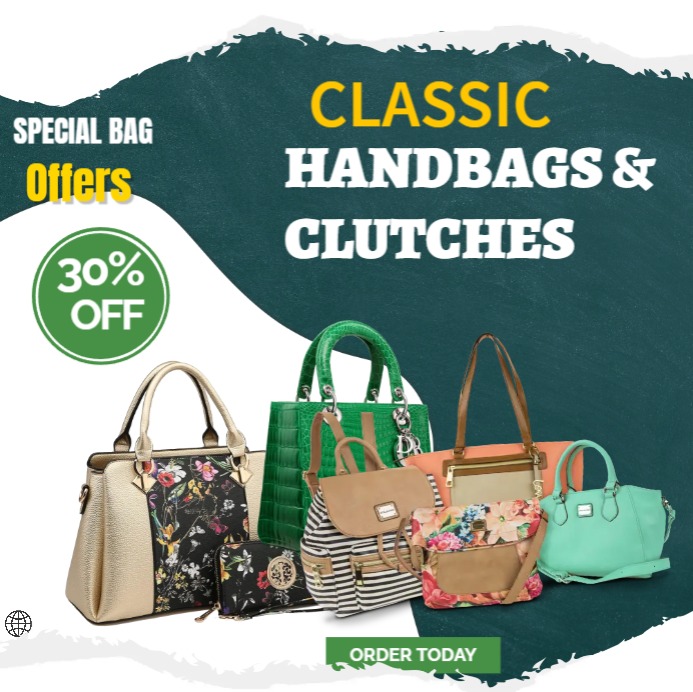 SPECIAL BAG
Offers
30%
OFF
CLASSIC
HANDBAGS &
CLUTCHES
ORDER TODAY